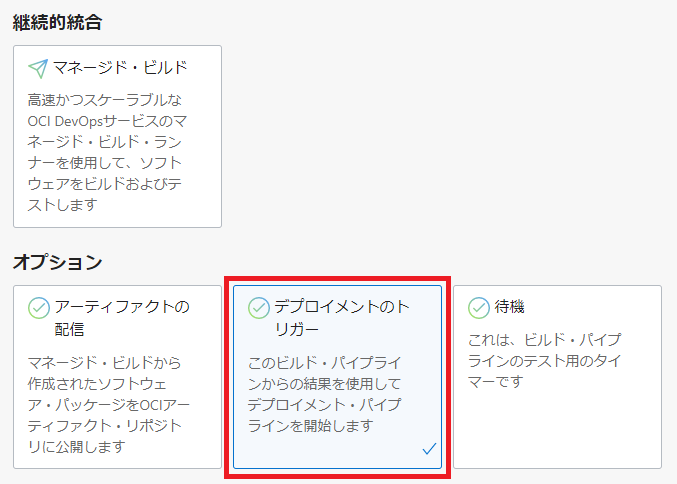 継続的統合
マネージド・ビルド
高速かつスケーラブルな
OCI DevOpsサービスのマ
ネージド・ビルド・ラン
ナーを使用して、ソフト
ウェアをビルドおよびテ
ストします
オプション
アーティファクトの
配信
マネージド・ビルドから
作成されたソフトウェ
ア・パッケージをOCIアー
ティファクト・リポジト
リに公開します
デプロイメントのト
リガー
このビルド・パイプライ
ンからの結果を使用して
デプロイメント・パイプ
ラインを開始します
待機
これは、ビルド・パイプ
ラインのテスト用のタイ
マーです